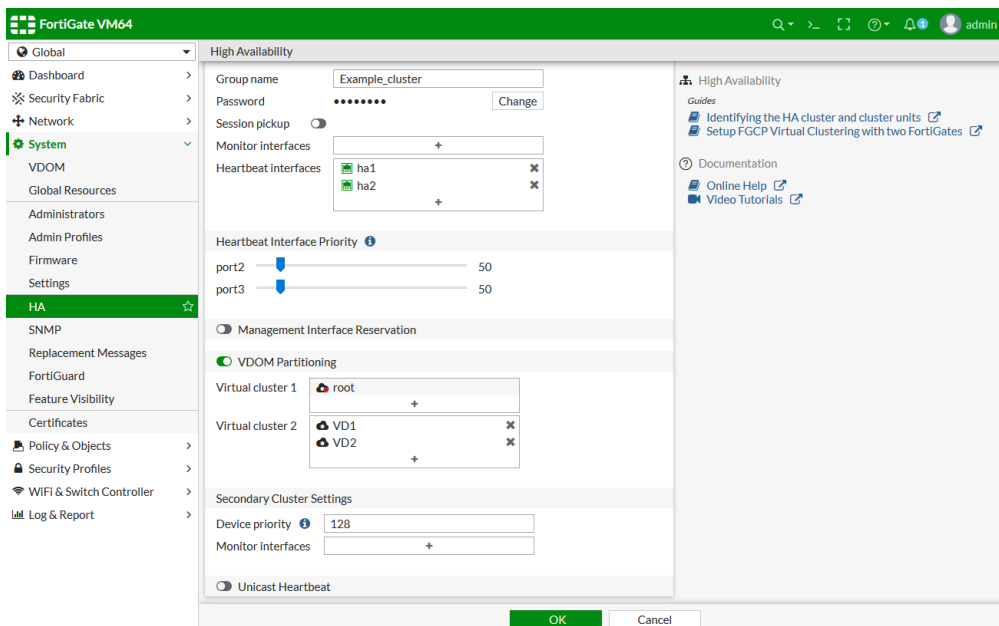 FortiGate VM64
1
admin
Global
High Availability
Dashboard
Security Fabric
Network
System
VDOM
Global Resources
Administrators
Admin Profiles
Firmware
Settings
HA
SNMP
Replacement Messages
FortiGuard
Feature Visibility
Certificates
Policy & Objects
Security Profiles
WiFi & Switch Controller
Log & Report
Group name Example_cluster
Password •••••••• Change
Session pickup
Monitor interfaces +
Heartbeat interfaces ha1
ha2
+
Heartbeat Interface Priority
port2 50
port3 50
Management Interface Reservation
VDOM Partitioning
Virtual cluster 1 root
+
Virtual cluster 2 VD1
VD2
+
Secondary Cluster Settings
Device priority 128
Monitor interfaces +
Unicast Heartbeat
OK Cancel
High Availability
Guides
Identifying the HA cluster and cluster units
Setup FGCP Virtual Clustering with two FortiGates
Documentation
Online Help
Video Tutorials